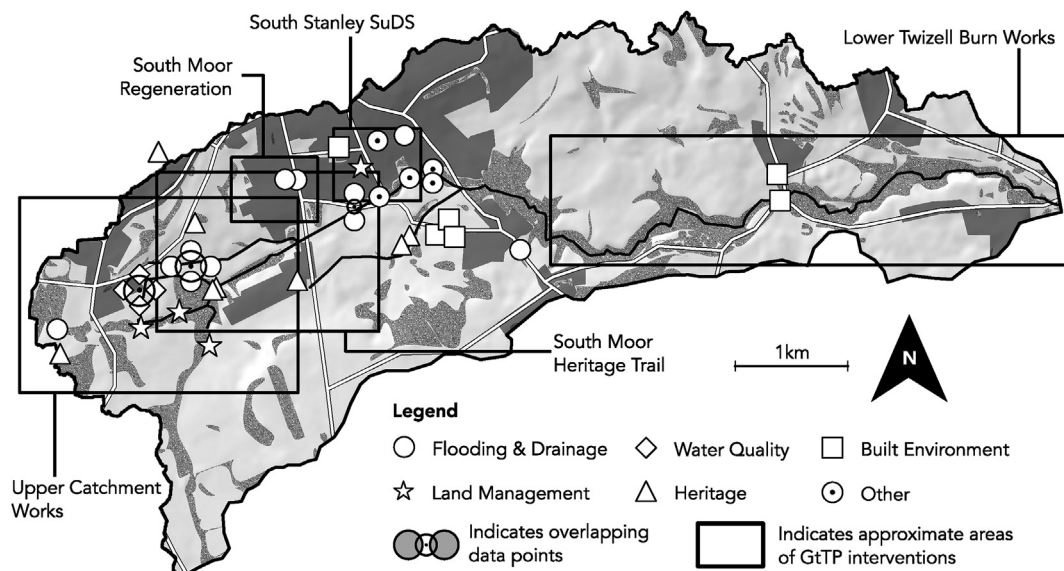 South Stanley SuDS
South Moor
Regeneration
Lower Twizell Burn Works
South Moor
Heritage Trail
1km
N
Upper Catchment
Works
Legend
Flooding & Drainage
Water Quality
Built Environment
Land Management
Heritage
Other
Indicates overlapping
data points
Indicates approximate areas
of GtTP interventions